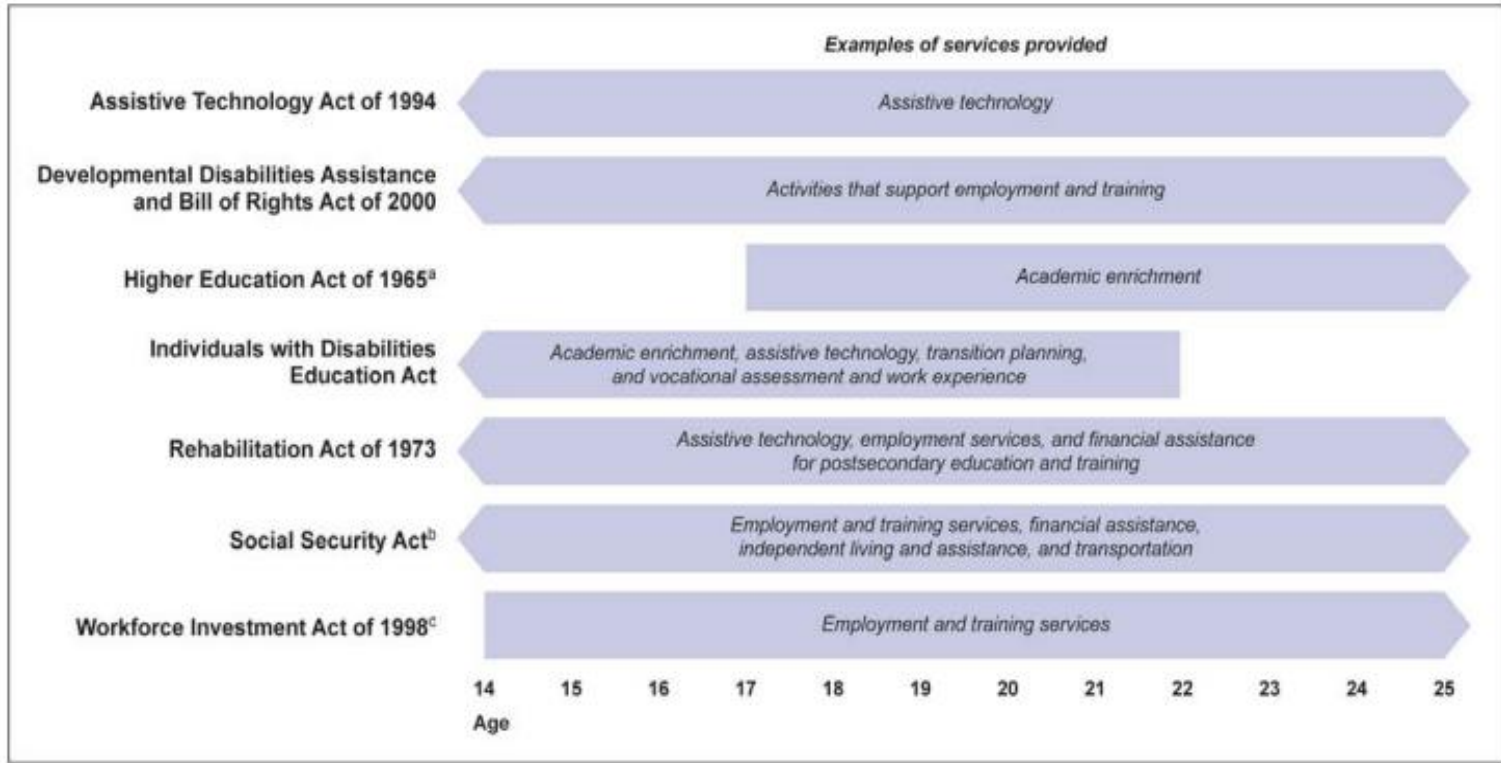 Examples of services provided
Assistive Technology Act of 1994
Assistive technology
Developmental Disabilities Assistance
and Bill of Rights Act of 2000
Activities that support employment and training
Higher Education Act of 1965ᵃ
Academic enrichment
Individuals with Disabilities
Education Act
Academic enrichment, assistive technology, transition planning,
and vocational assessment and work experience
Rehabilitation Act of 1973
Assistive technology, employment services, and financial assistance
for postsecondary education and training
Social Security Actᵇ
Employment and training services, financial assistance,
independent living and assistance, and transportation
Workforce Investment Act of 1998ᶜ
Employment and training services
14 15 16 17 18 19 20 21 22 23 24 25
Age